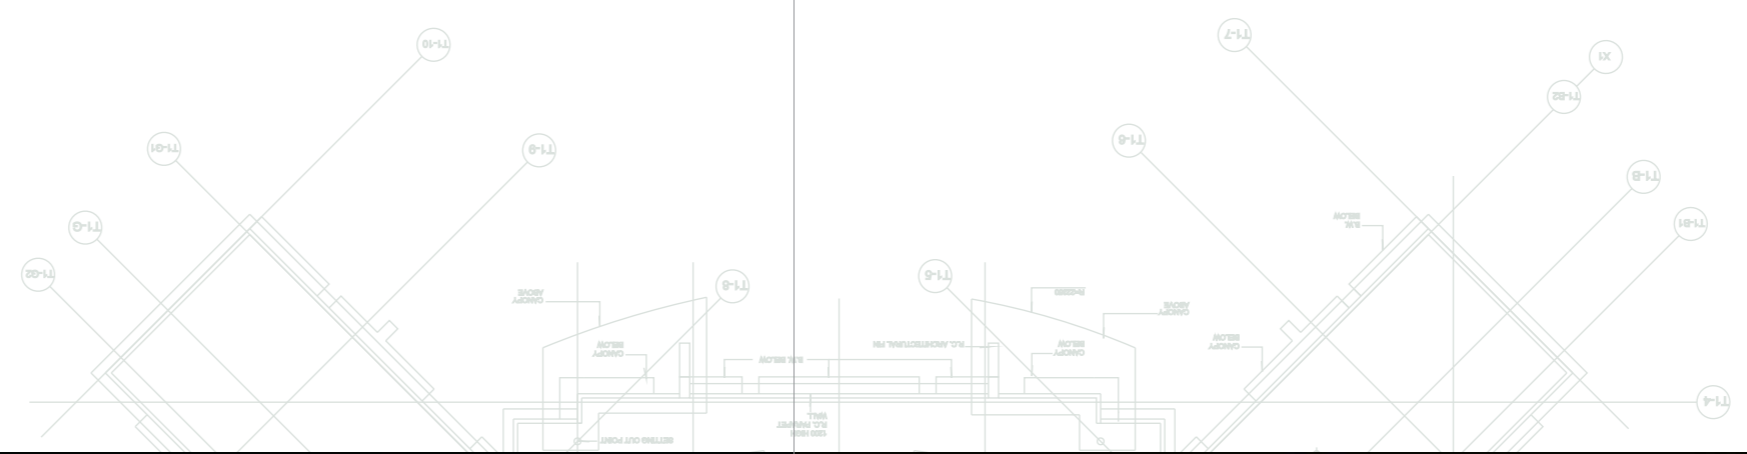 T1-10
T1-7
X1
T1-B2
T1-6
T1-G1
T1-9
T1-B
T1-G
B.W.
BELOW
T1-B1
T1-G2
T1-8
T1-5
CANOPY
ABOVE
CANOPY
ABOVE
CANOPY
BELOW
B.W. BELOW
R.C. ARCHITECTURAL FIN
CANOPY
BELOW
CANOPY
BELOW
T1-4
1200 HIGH
R.C. PARAPET
WALL
SETTING OUT POINT